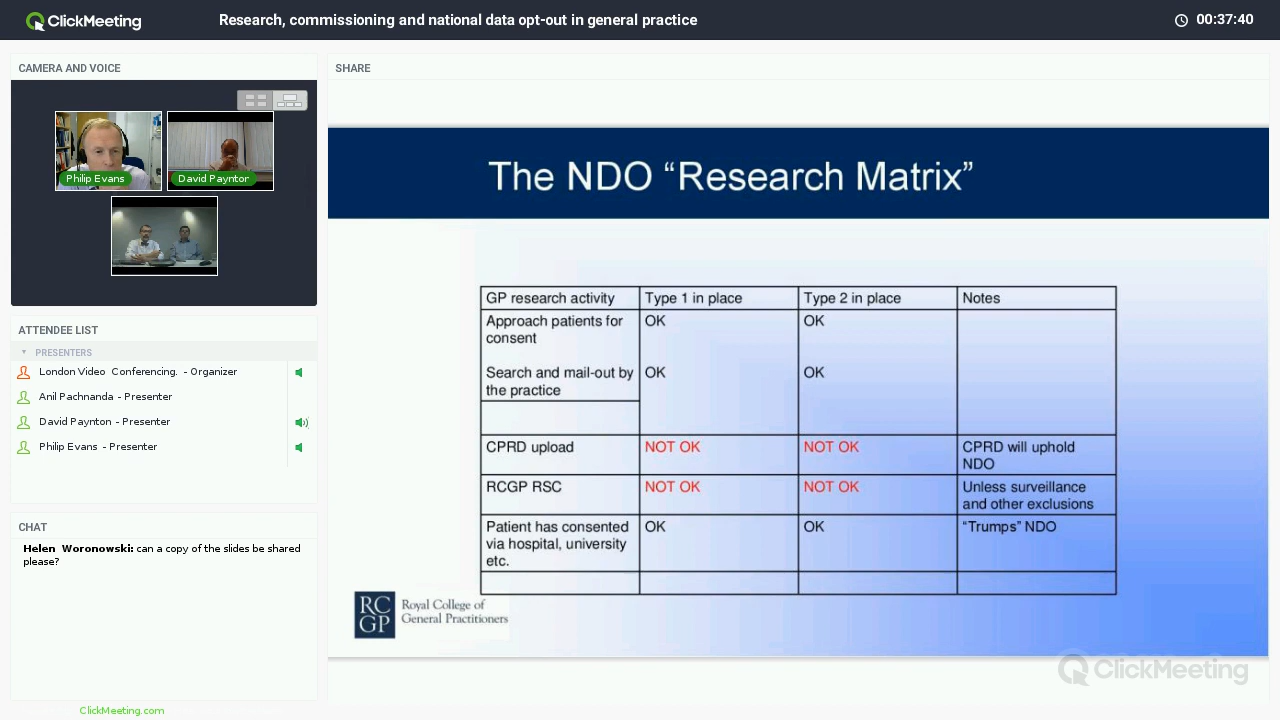 ClickMeeting
Research, commissioning and national data opt-out in general practice
00:37:40
CAMERA AND VOICE
Philip Evans
David Paynton
ATTENDEE LIST
PRESENTERS
London Video Conferencing. - Organizer
Anil Pachnanda - Presenter
David Paynton - Presenter
Philip Evans - Presenter
CHAT
Helen Woronowski: can a copy of the slides be shared
please?
ClickMeeting.com
SHARE
The NDO “Research Matrix”
GP research activity Type 1 in place Type 2 in place Notes
Approach patients for OK OK
consent
Search and mail-out by OK OK
the practice
CPRD upload NOT OK NOT OK CPRD will uphold
NDO
RCGP RSC NOT OK NOT OK Unless surveillance
and other exclusions
Patient has consented OK OK “Trumps” NDO
via hospital, university
etc.
RC
GP
Royal College of
General Practitioners
ClickMeeting